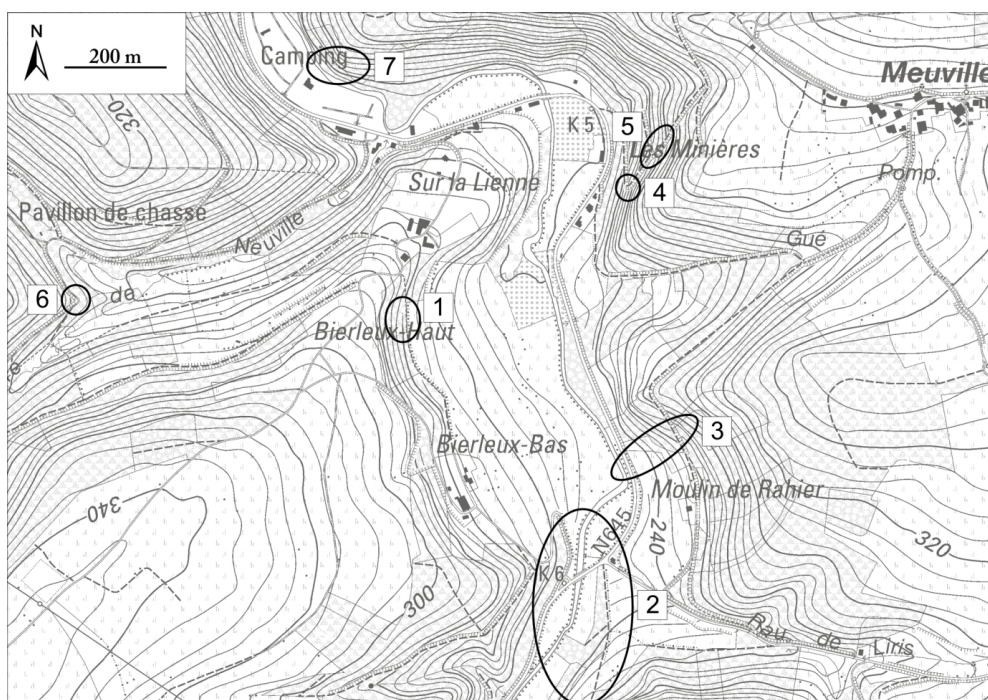 N
200 m
Camping
7
320
Meuville
5
K 5
Les Minières
4
Sur la Lienne
Pomp.
Pavillon de chasse
Neuville
de
Gué
6
1
Bierleux-Haut
3
Bierleux-Bas
Moulin de Rahier
340
N645
240
320
K 6
300
2
Rau de Liris